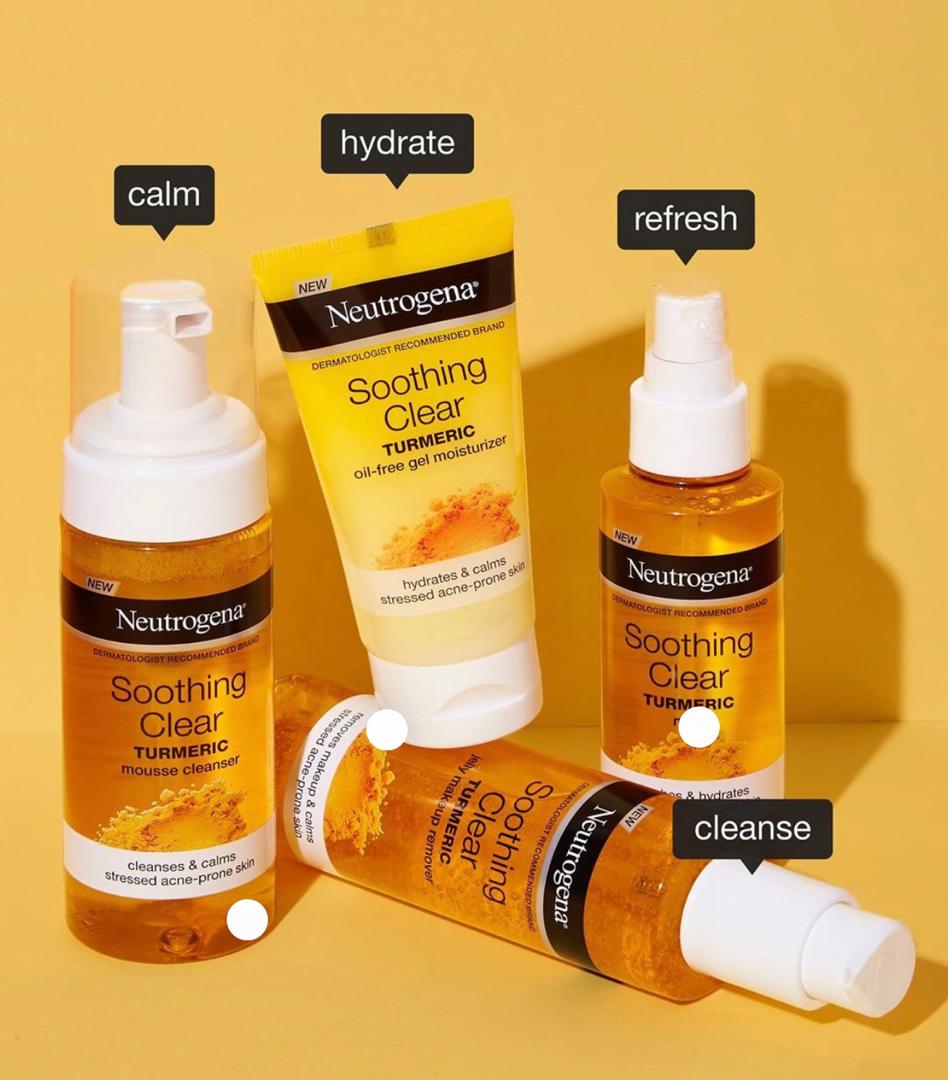 hydrate
calm
refresh
NEW
Neutrogena®
DERMATOLOGIST RECOMMENDED BRAND
Soothing
Clear
TURMERIC
oil-free gel moisturizer
hydrates & calms
stressed acne-prone skin
NEW
Neutrogena®
DERMATOLOGIST RECOMMENDED BRAND
Soothing
Clear
TURMERIC
mousse cleanser
cleanses & calms
stressed acne-prone skin
NEW
Neutrogena®
DERMATOLOGIST RECOMMENDED BRAND
Soothing
Clear
TURMERIC
& hydrates
cleanse
NEW
Neutrogena®
DERMATOLOGIST RECOMMENDED BRAND
Soothing
Clear
TURMERIC
jelly makeup remover
removes makeup & calms
stressed acne-prone skin